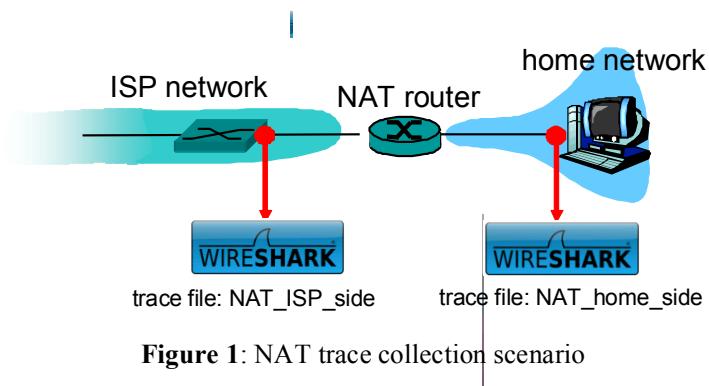 home network
ISP network
NAT router
WIRESHARK
WIRESHARK
trace file: NAT_ISP_side
trace file: NAT_home_side
Figure 1: NAT trace collection scenario